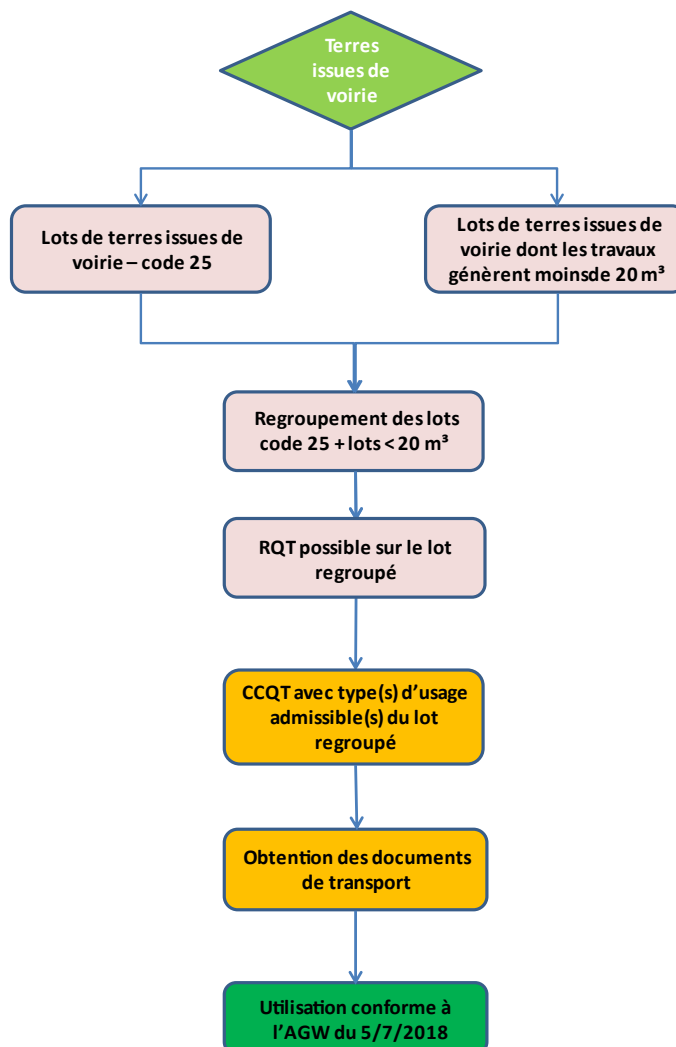 Terres
issues de
voirie
Lots de terres issues de
voirie – code 25
Lots de terres issues de
voirie dont les travaux
génèrent moinsde 20 m³
Regroupement des lots
code 25 + lots < 20 m³
RQT possible sur le lot
regroupé
CCQT avec type(s) d’usage
admissible(s) du lot
regroupé
Obtention des documents
de transport
Utilisation conforme à
l’AGW du 5/7/2018